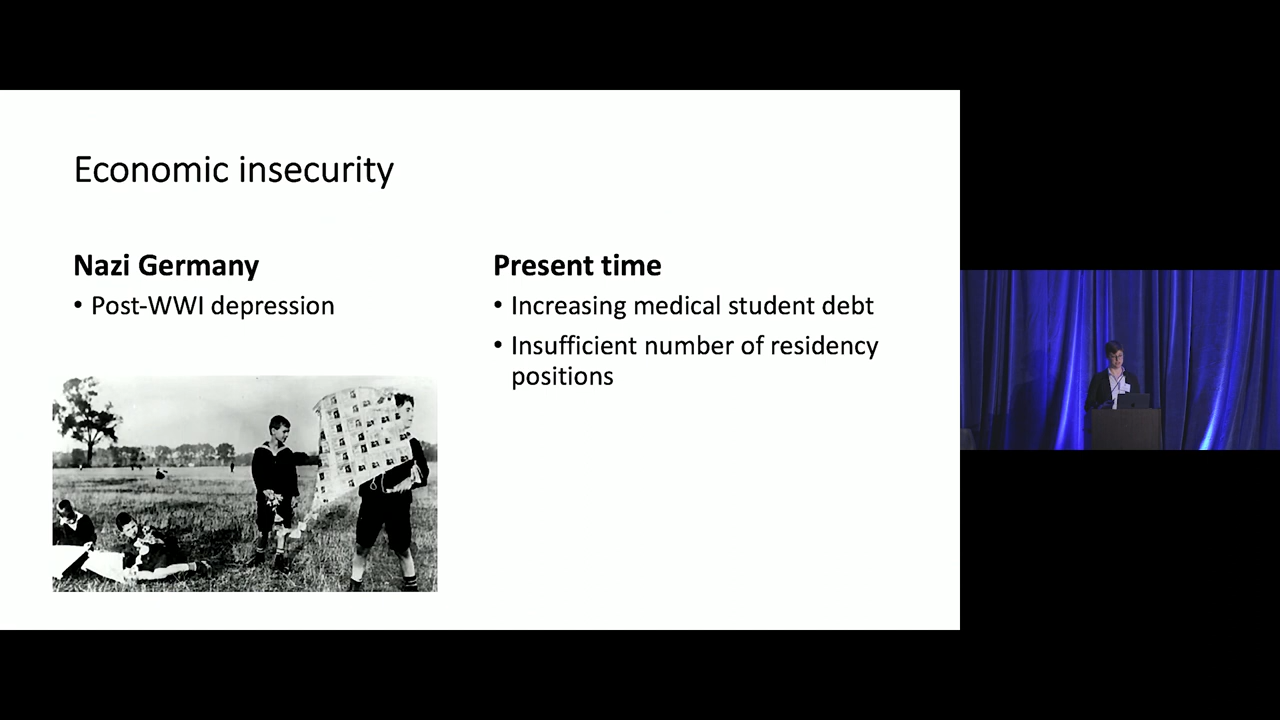 Economic insecurity
Nazi Germany
• Post-WWI depression
Present time
• Increasing medical student debt
• Insufficient number of residency
positions